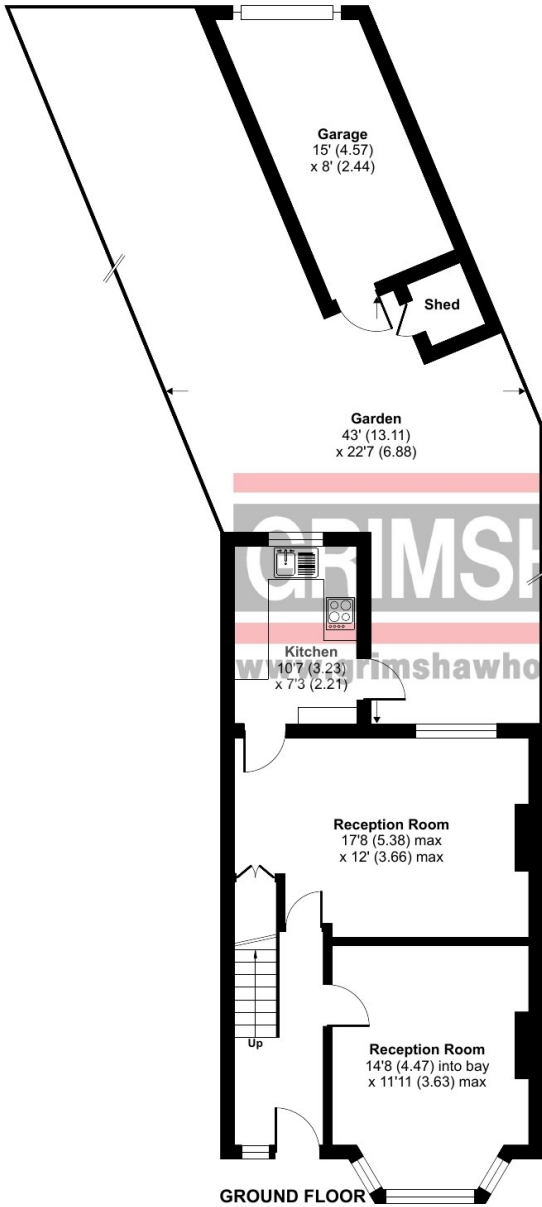 Garage
15' (4.57)
x 8' (2.44)
Shed
Garden
43' (13.11)
x 22'7 (6.88)
GRIMSH
Kitchen
10'7 (3.23)
x 7'3 (2.21)
www.grimshawho
Reception Room
17'8 (5.38) max
x 12' (3.66) max
Up
Reception Room
14'8 (4.47) into bay
x 11'11 (3.63) max
GROUND FLOOR